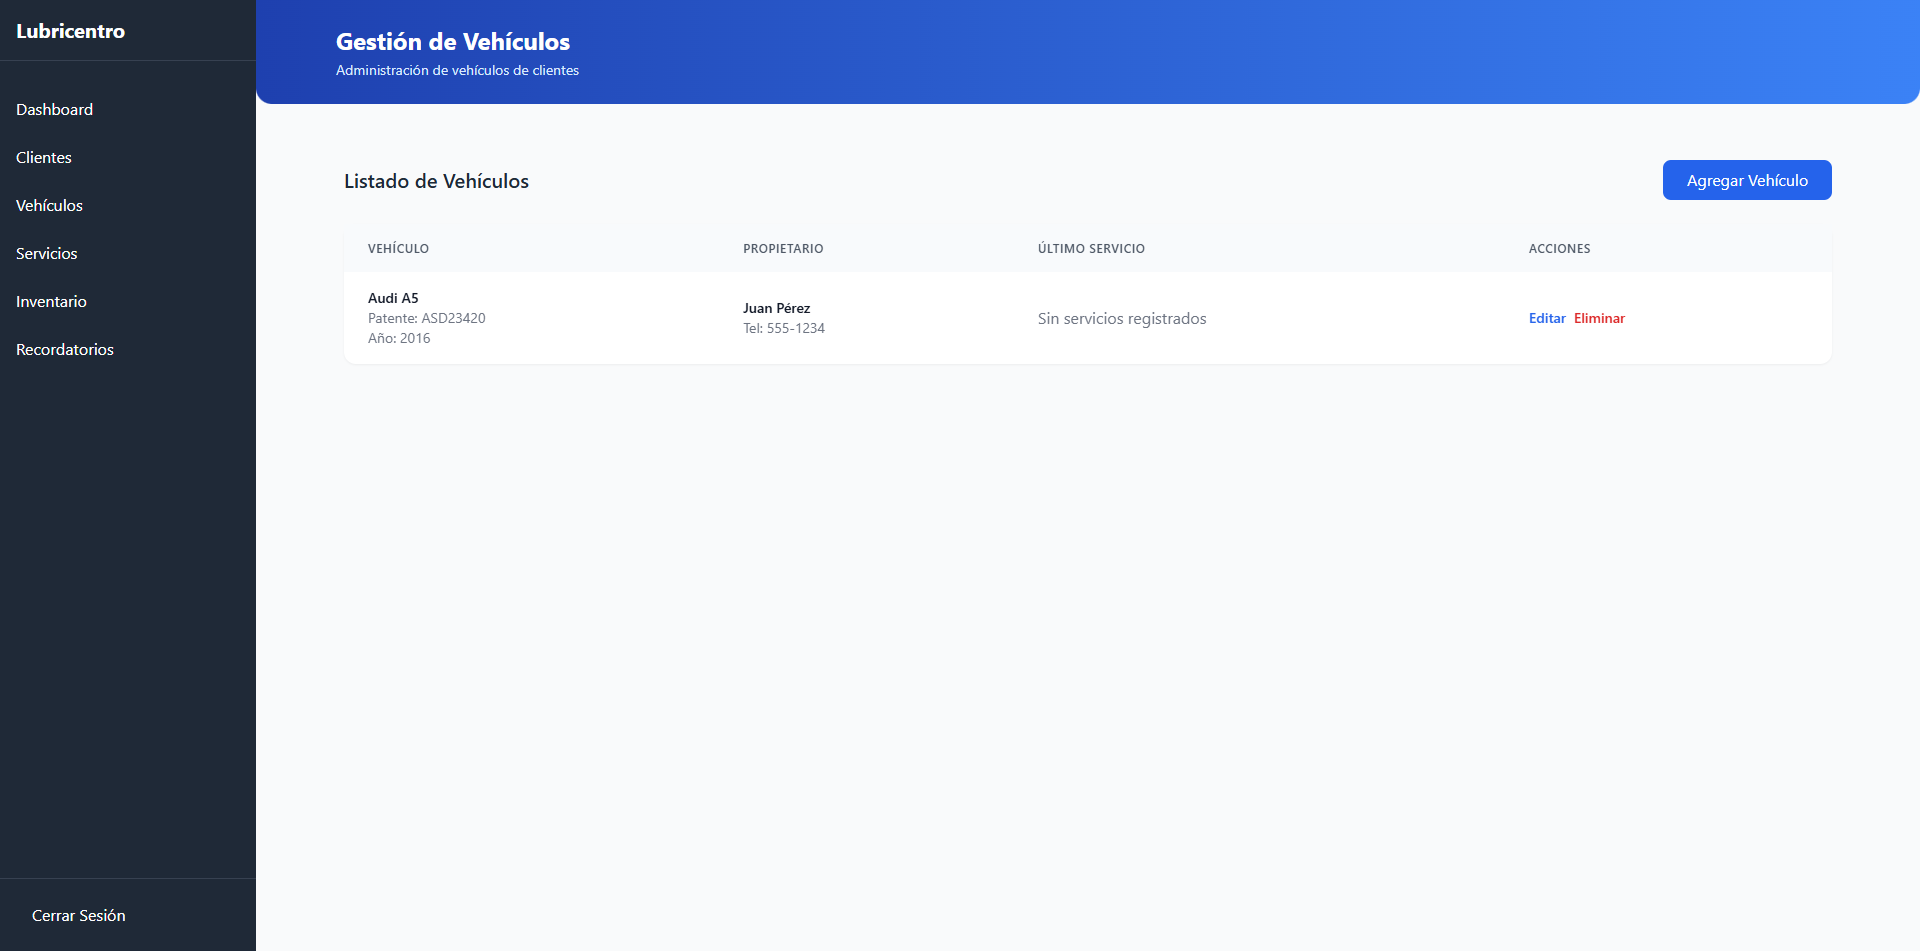 Lubricentro
Dashboard
Clientes
Vehículos
Servicios
Inventario
Recordatorios
Cerrar Sesión
Gestión de Vehículos
Administración de vehículos de clientes
Listado de Vehículos
Agregar Vehículo
VEHÍCULO PROPIETARIO ÚLTIMO SERVICIO ACCIONES
Audi A5
Patente: ASD23420
Año: 2016
Juan Pérez
Tel: 555-1234
Sin servicios registrados
Editar Eliminar